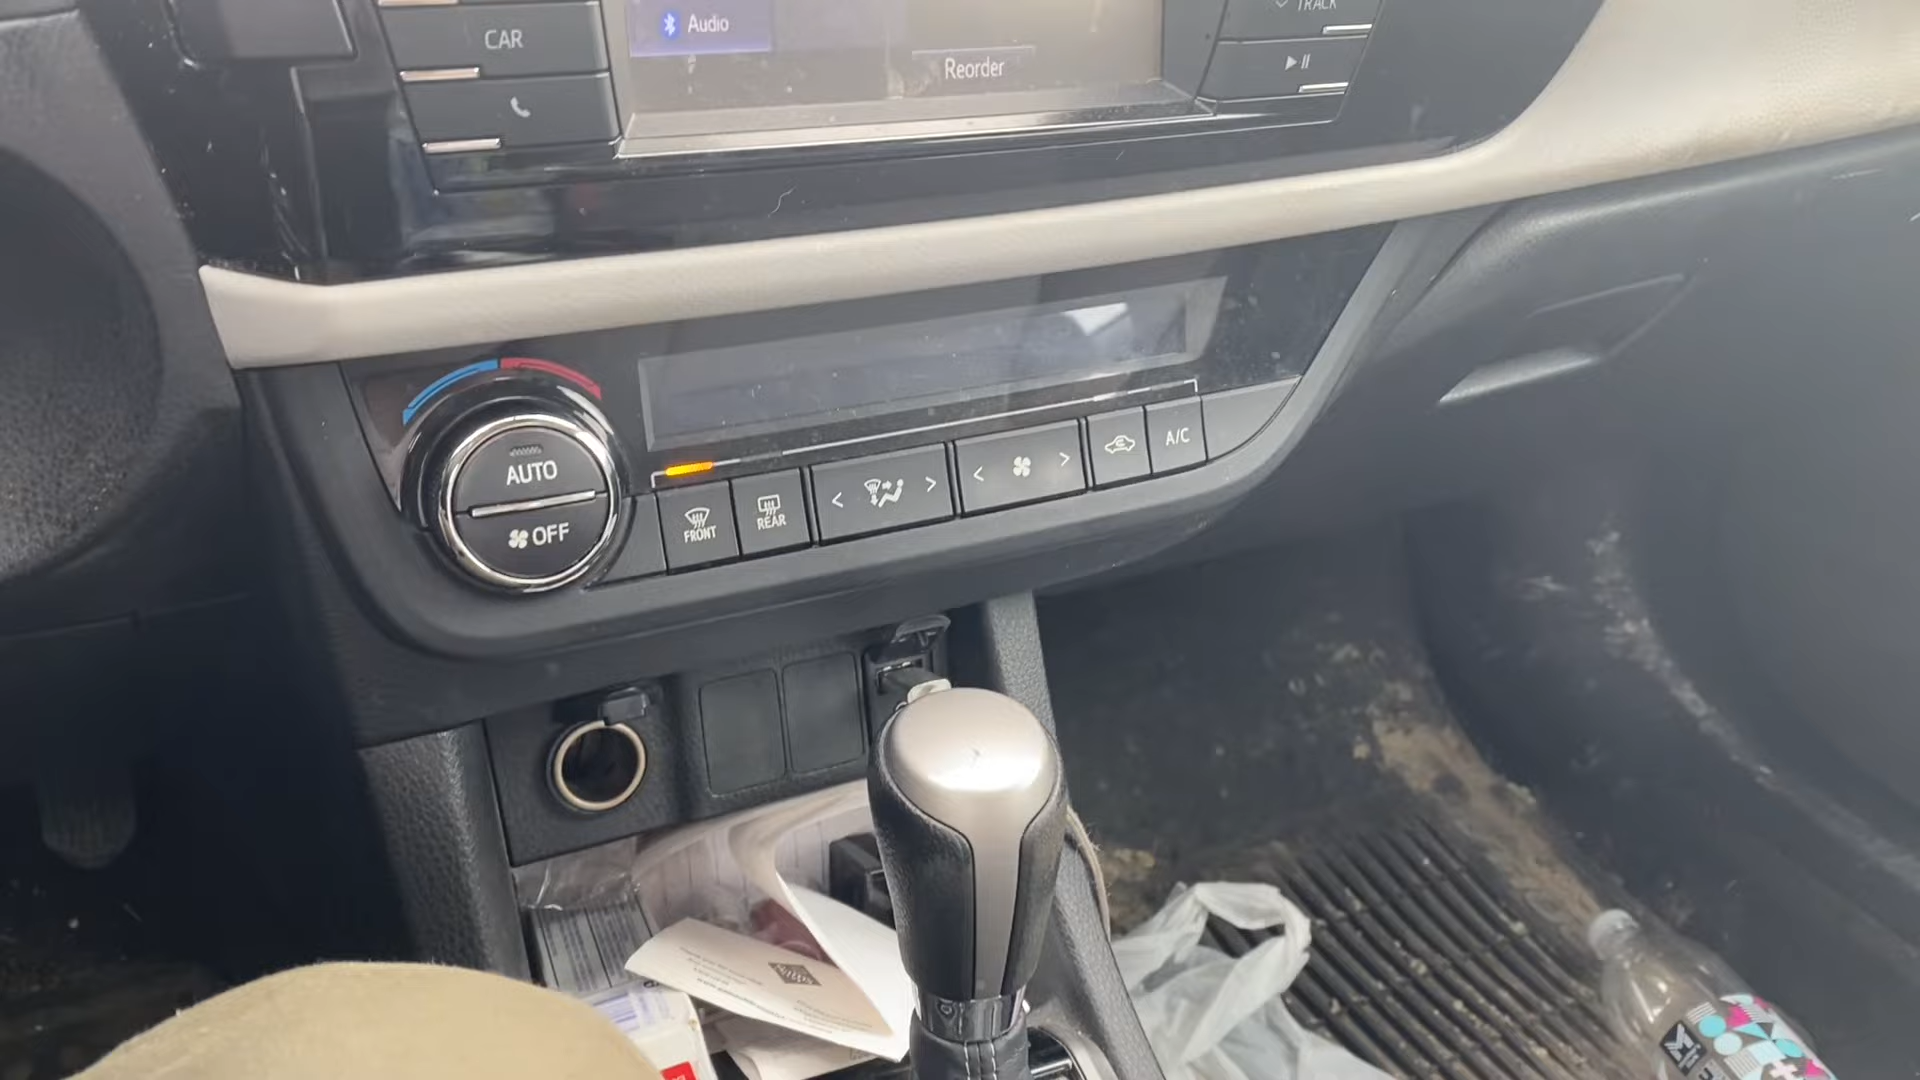 Audio
TRACK
CAR
Reorder
AUTO
OFF
FRONT
REAR
A/C